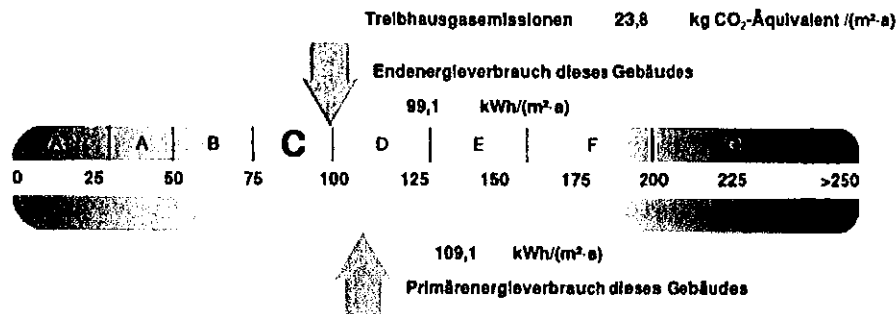 Treibhausgasemissionen 23,8 kg CO₂-Äquivalent /(m²·a)
Endenergieverbrauch dieses Gebäudes
99,1 kWh/(m²·a)
A A B C D E F G
0 25 50 75 100 125 150 175 200 225 >250
109,1 kWh/(m²·a)
Primärenergieverbrauch dieses Gebäudes